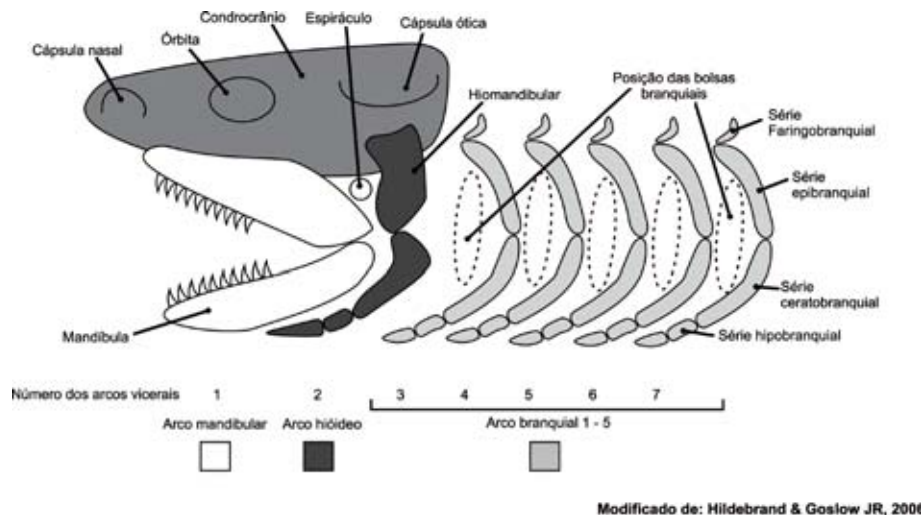 Condrocrânio
Espiráculo
Cápsula ótica
Órbita
Cápsula nasal
Hiomandibular
Posição das bolsas
branquiais
Série
Faringobranquial
Série
epibranquial
Série
ceratobranquial
Série hipobranquial
Mandíbula
Número dos arcos vicerais 1 2 3 4 5 6 7
Arco mandibular Arco hióideo Arco branquial 1 - 5
Modificado de: Hildebrand & Goslow JR, 2006